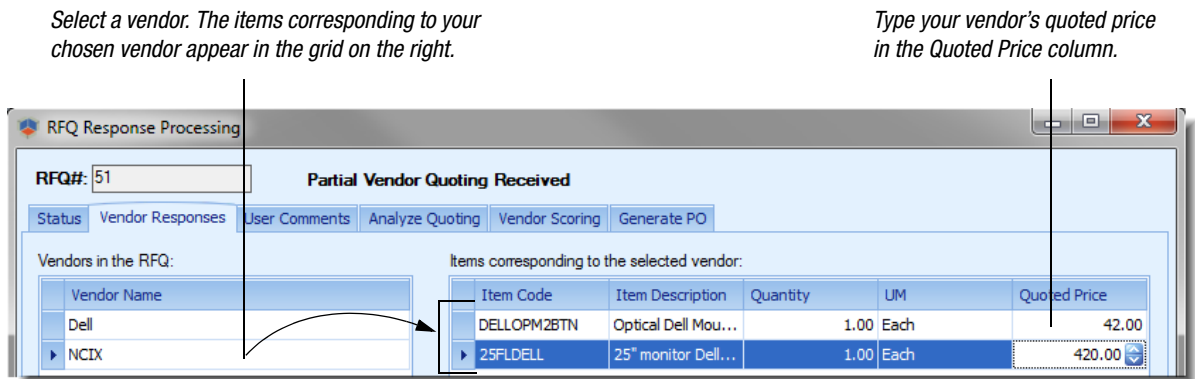 Select a vendor. The items corresponding to your
chosen vendor appear in the grid on the right.
Type your vendor’s quoted price
in the Quoted Price column.
RFQ Response Processing
RFQ#: 51 Partial Vendor Quoting Received
Status Vendor Responses User Comments Analyze Quoting Vendor Scoring Generate PO
Vendors in the RFQ:
Vendor Name
Dell
NCIX
Items corresponding to the selected vendor:
Item Code Item Description Quantity UM Quoted Price
DELLOPM2BTN Optical Dell Mou... 1.00 Each 42.00
25FLDELL 25" monitor Dell... 1.00 Each 420.00